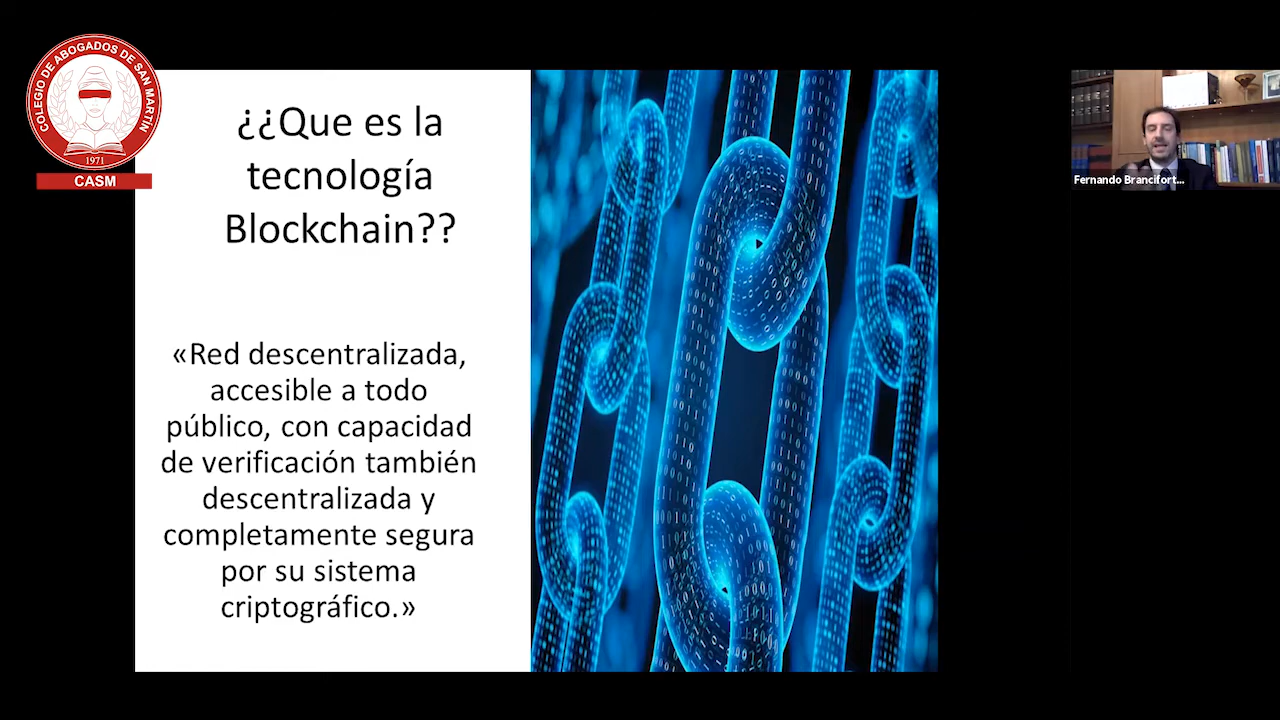 COLEGIO DE ABOGADOS DE SAN MARTÍN
1971
CASM
¿¿Que es la
tecnología
Blockchain??
«Red descentralizada,
accesible a todo
público, con capacidad
de verificación también
descentralizada y
completamente segura
por su sistema
criptográfico.»
Fernando Brancifort...